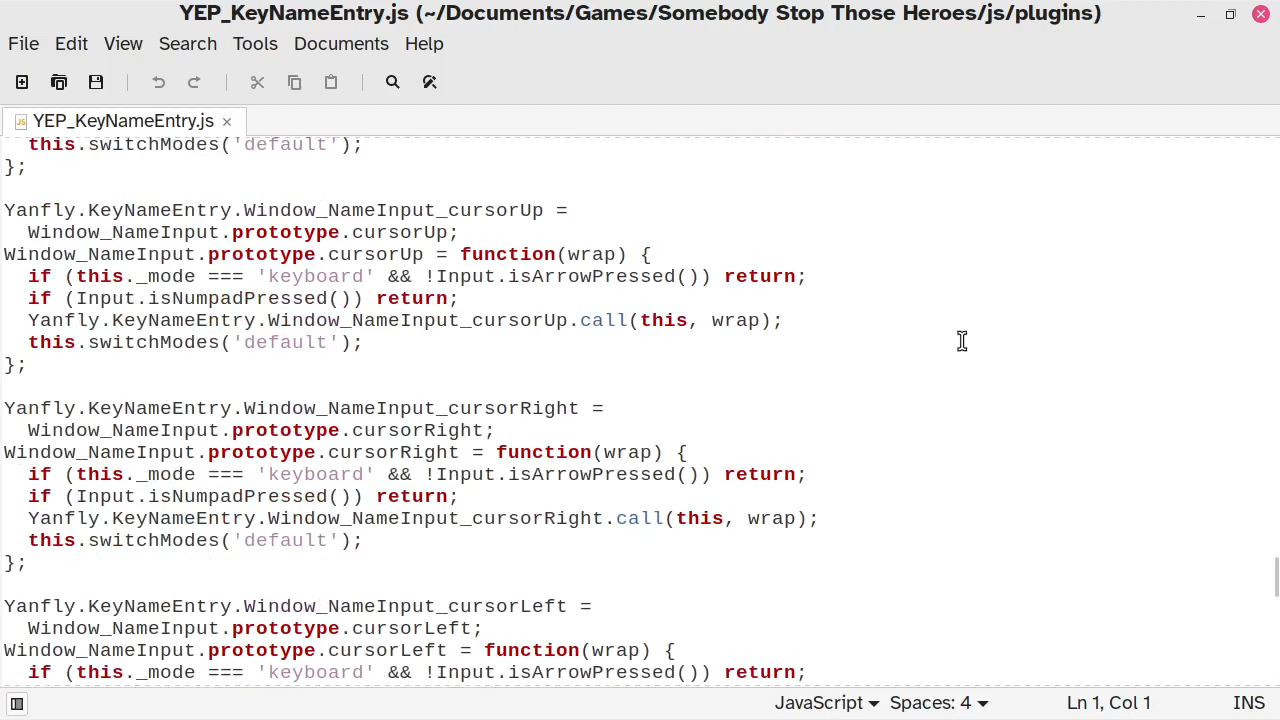 YEP_KeyNameEntry.js (~/Documents/Games/Somebody Stop Those Heroes/js/plugins)
File Edit View Search Tools Documents Help
YEP_KeyNameEntry.js
this.switchModes('default');
};
Yanfly.KeyNameEntry.Window_NameInput_cursorUp =
Window_NameInput.prototype.cursorUp;
Window_NameInput.prototype.cursorUp = function(wrap) {
if (this._mode === 'keyboard' && !Input.isArrowPressed()) return;
if (Input.isNumpadPressed()) return;
Yanfly.KeyNameEntry.Window_NameInput_cursorUp.call(this, wrap);
this.switchModes('default');
};
Yanfly.KeyNameEntry.Window_NameInput_cursorRight =
Window_NameInput.prototype.cursorRight;
Window_NameInput.prototype.cursorRight = function(wrap) {
if (this._mode === 'keyboard' && !Input.isArrowPressed()) return;
if (Input.isNumpadPressed()) return;
Yanfly.KeyNameEntry.Window_NameInput_cursorRight.call(this, wrap);
this.switchModes('default');
};
Yanfly.KeyNameEntry.Window_NameInput_cursorLeft =
Window_NameInput.prototype.cursorLeft;
Window_NameInput.prototype.cursorLeft = function(wrap) {
if (this._mode === 'keyboard' && !Input.isArrowPressed()) return;
JavaScript Spaces: 4 Ln 1, Col 1 INS